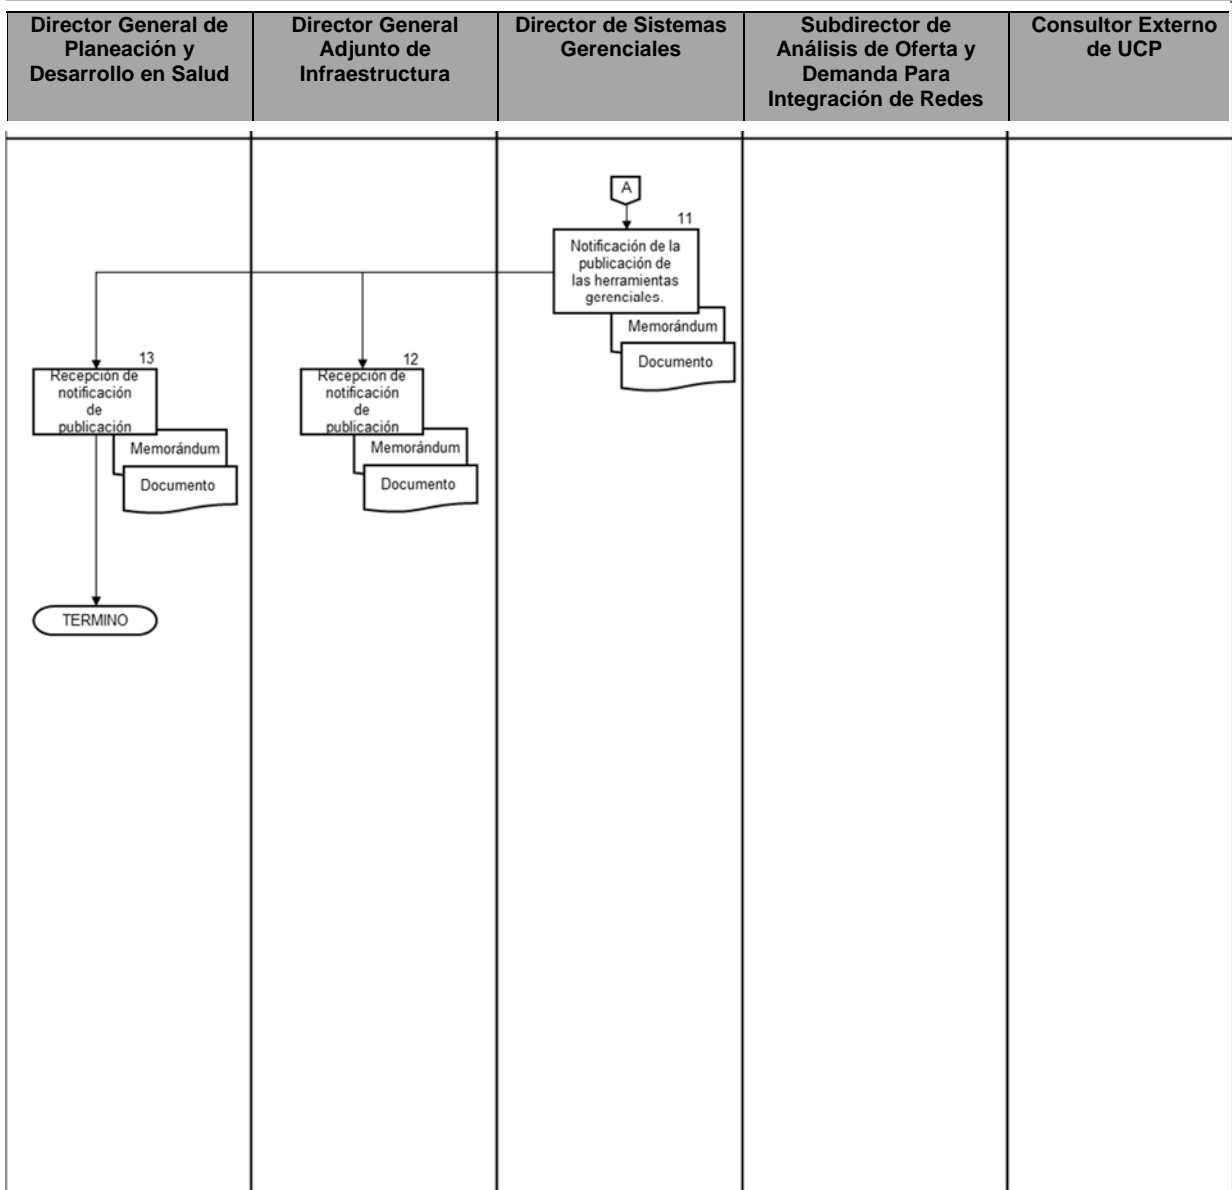 Director General de
Planeación y
Desarrollo en Salud
Director General
Adjunto de
Infraestructura
Director de Sistemas
Gerenciales
Subdirector de
Análisis de Oferta y
Demanda Para
Integración de Redes
Consultor Externo
de UCP
A
11
Notificación de la
publicación de
las herramientas
gerenciales.
Memorándum
Documento
13
Recepción de
notificación
de
publicación
Memorándum
Documento
12
Recepción de
notificación
de
publicación
Memorándum
Documento
TERMINO